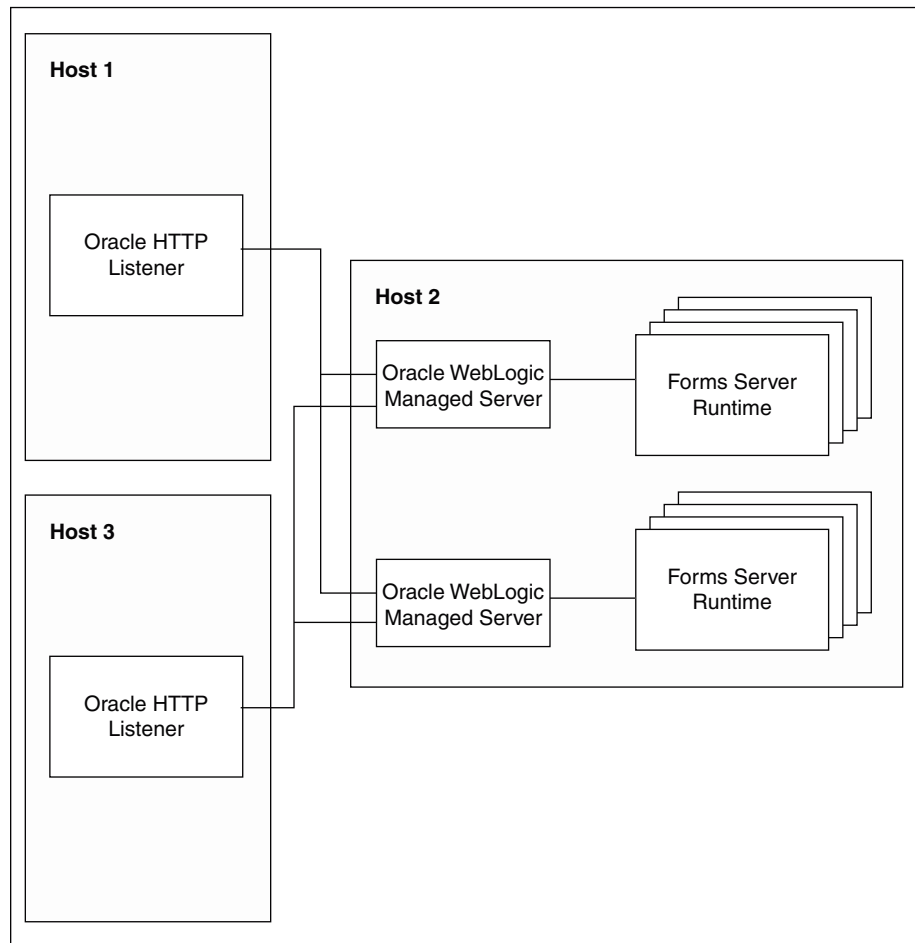 Host 1
Oracle HTTP
Listener
Host 2
Oracle WebLogic
Managed Server
Forms Server
Runtime
Oracle WebLogic
Managed Server
Forms Server
Runtime
Host 3
Oracle HTTP
Listener